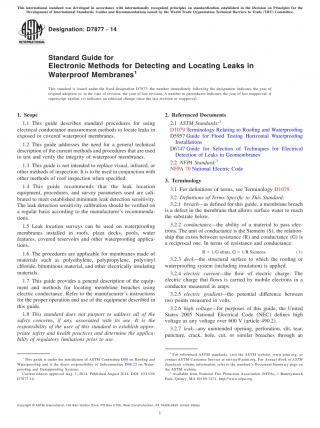 This international standard was developed in accordance with internationally recognized principles on standardization established in the Decision on Principles for the
Development of International Standards, Guides and Recommendations issued by the World Trade Organization Technical Barriers to Trade (TBT) Committee.
Designation: D7877 − 14
Standard Guide for
Electronic Methods for Detecting and Locating Leaks in
Waterproof Membranes1
This standard is issued under the fixed designation D7877; the number immediately following the designation indicates the year of
original adoption or, in the case of revision, the year of last revision. A number in parentheses indicates the year of last reapproval. A
superscript epsilon (ε) indicates an editorial change since the last revision or reapproval.
1. Scope
1.1 This guide describes standard procedures for using
electrical conductance measurement methods to locate leaks in
exposed or covered waterproof membranes.
1.2 This guide addresses the need for a general technical
description of the current methods and procedures that are used
to test and verify the integrity of waterproof membranes.
1.3 This guide is not intended to replace visual, infrared, or
other methods of inspection. It is to be used in conjunction with
other methods of roof inspection when specified.
1.4 This guide recommends that the leak location
equipment, procedures, and survey parameters used are cali-
brated to meet established minimum leak detection sensitivity.
The leak detection sensitivity calibration should be verified on
a regular basis according to the manufacturer's recommenda-
tions.
1.5 Leak location surveys can be used on waterproofing
membranes installed in roofs, plaza decks, pools, water
features, covered reservoirs and other waterproofing applica-
tions.
1.6 The procedures are applicable for membranes made of
materials such as polyethylene, polypropylene, polyvinyl
chloride, bituminous material, and other electrically insulating
materials.
1.7 This guide provides a general description of the equip-
ment and methods for locating membrane breaches using
electric conductance. Refer to the manufacturer's instructions
for the proper operation and use of the equipment described in
this guide.
1.8 This standard does not purport to address all of the
safety concerns, if any, associated with its use. It is the
responsibility of the user of this standard to establish appro-
priate safety and health practices and determine the applica-
bility of regulatory limitations prior to use.
1 This guide is under the jurisdiction of ASTM Committee D08 on Roofing and
Waterproofing and is the direct responsibility of Subcommittee D08.22 on Water-
proofing and Dampproofing Systems.
Current edition approved Aug. 1, 2014. Published August 2014. DOI: 10.1520/
D7877-14.
2. Referenced Documents
2.1 ASTM Standards:2
D1079 Terminology Relating to Roofing and Waterproofing
D5957 Guide for Flood Testing Horizontal Waterproofing
Installations
D6747 Guide for Selection of Techniques for Electrical
Detection of Leaks in Geomembranes
2.2 NFPA Standard:3
NFPA 70 National Electric Code
3. Terminology
3.1 For definitions of terms, see Terminology D1079.
3.2 Definitions of Terms Specific to This Standard:
3.2.1 breach—as defined for this guide, a membrane breach
is a defect in the membrane that allows surface water to reach
the substrate below.
3.2.2 conductance—the ability of a material to pass elec-
trons. The unit of conductance is the Siemens (S), the relation-
ship that exists between resistance (R) and conductance (G) is
a reciprocal one. In terms of resistance and conductance:
R = 1/G ohms, G = 1/R Siemens (1)
3.2.3 deck—the structural surface to which the roofing or
waterproofing system (including insulation) is applied.
3.2.4 electric current—the flow of electric charge. The
electric charge that flows is carried by mobile electrons in a
conductor measured in amps.
3.2.5 electric gradient—the potential difference between
two points measured in volts.
3.2.6 high voltage—for purposes of this guide, the United
States 2005 National Electrical Code (NEC) defines high
voltage as any voltage over 600 V (article 490.2).
3.2.7 leak—any unintended opening, perforation, slit, tear,
puncture, crack, hole, cut, or similar breaches through an
2 For referenced ASTM standards, visit the ASTM website, www.astm.org, or
contact ASTM Customer Service at service@astm.org. For Annual Book of ASTM
Standards volume information, refer to the standard's Document Summary page on
the ASTM website.
3 Available from National Fire Protection Association (NFPA), 1 Batterymarch
Park, Quincy, MA 02169-7471, http://www.nfpa.org.
Copyright © ASTM International, 100 Barr Harbor Drive, PO Box C700, West Conshohocken, PA 19428-2959. United States
1